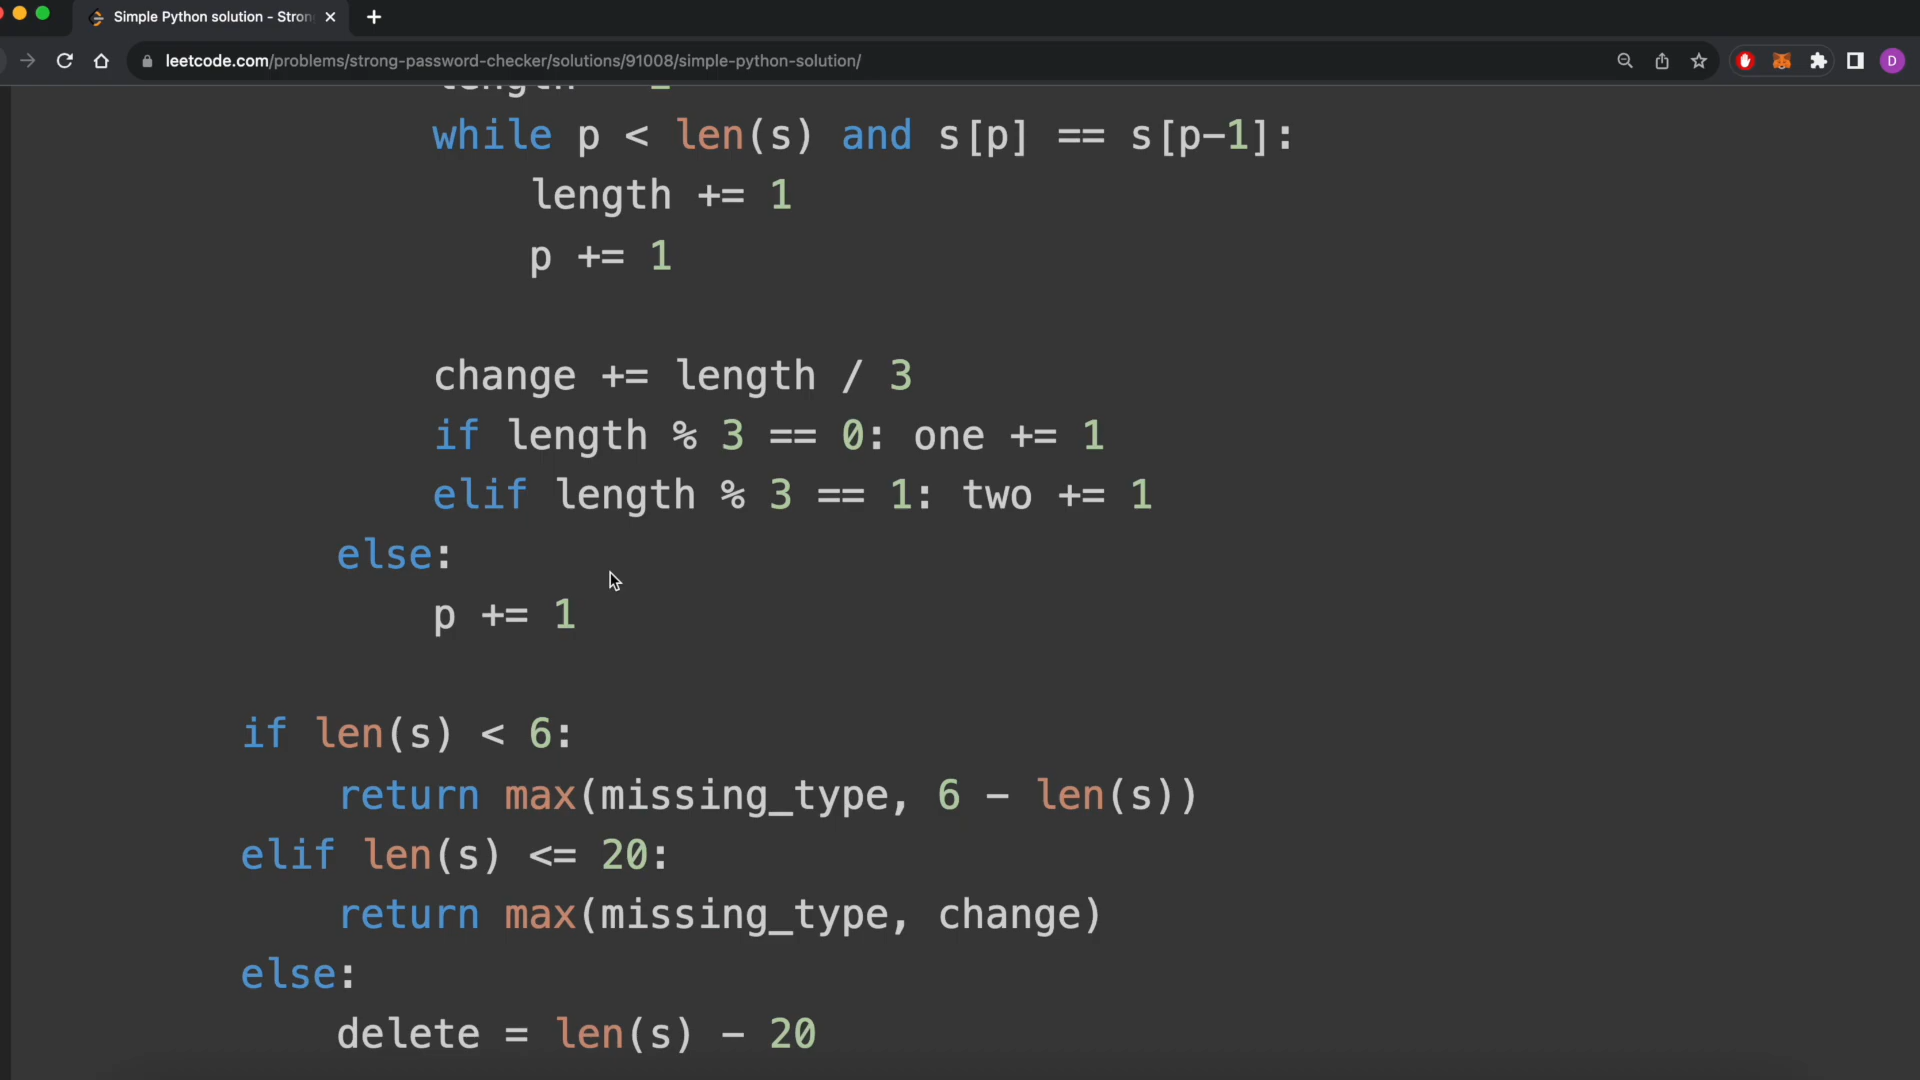 Simple Python solution - Stron
leetcode.com/problems/strong-password-checker/solutions/91008/simple-python-solution/
D
while p < len(s) and s[p] == s[p-1]:
length += 1
p += 1
change += length / 3
if length % 3 == 0: one += 1
elif length % 3 == 1: two += 1
else:
p += 1
if len(s) < 6:
return max(missing_type, 6 - len(s))
elif len(s) <= 20:
return max(missing_type, change)
else:
delete = len(s) - 20